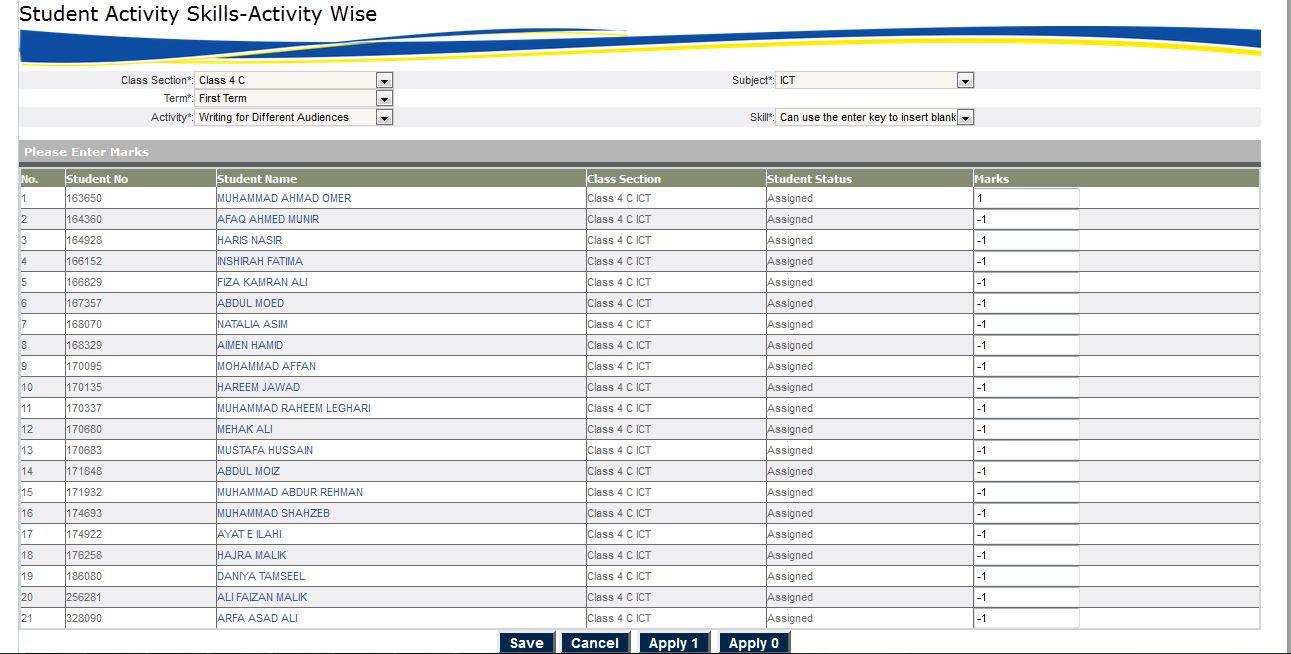 Student Activity Skills-Activity Wise
Class Section*: Class 4 C Subject*: ICT
Term*: First Term
Activity*: Writing for Different Audiences Skill*: Can use the enter key to insert blank
Please Enter Marks
No. Student No Student Name Class Section Student Status Marks
1 163650 MUHAMMAD AHMAD OMER Class 4 C ICT Assigned 1
2 164360 AFAQ AHMED MUNIR Class 4 C ICT Assigned -1
3 164928 HARIS NASIR Class 4 C ICT Assigned -1
4 166152 INSHIRAH FATIMA Class 4 C ICT Assigned -1
5 166829 FIZA KAMRAN ALI Class 4 C ICT Assigned -1
6 167357 ABDUL MOED Class 4 C ICT Assigned -1
7 168070 NATALIA ASIM Class 4 C ICT Assigned -1
8 168329 AIMEN HAMID Class 4 C ICT Assigned -1
9 170095 MOHAMMAD AFFAN Class 4 C ICT Assigned -1
10 170135 HAREEM JAWAD Class 4 C ICT Assigned -1
11 170337 MUHAMMAD RAHEEM LEGHARI Class 4 C ICT Assigned -1
12 170680 MEHAK ALI Class 4 C ICT Assigned -1
13 170683 MUSTAFA HUSSAIN Class 4 C ICT Assigned -1
14 171848 ABDUL MOIZ Class 4 C ICT Assigned -1
15 171932 MUHAMMAD ABDUR REHMAN Class 4 C ICT Assigned -1
16 174693 MUHAMMAD SHAHZEB Class 4 C ICT Assigned -1
17 174922 AYAT E ILAHI Class 4 C ICT Assigned -1
18 176258 HAJRA MALIK Class 4 C ICT Assigned -1
19 186080 DANIYA TAMSEEL Class 4 C ICT Assigned -1
20 256281 ALI FAIZAN MALIK Class 4 C ICT Assigned -1
21 328090 ARFA ASAD ALI Class 4 C ICT Assigned -1
Save Cancel Apply 1 Apply 0